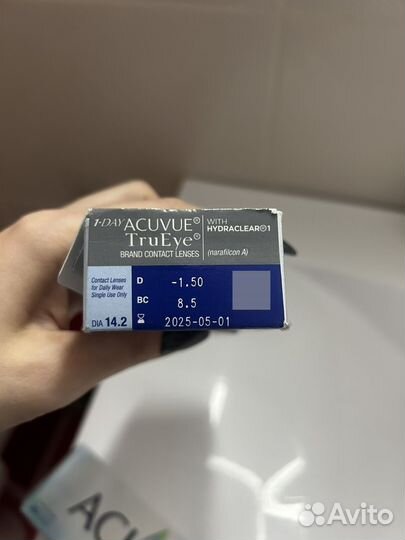 1·DAY ACUVUE®
TruEye®
BRAND CONTACT LENSES
WITH
HYDRACLEAR®1
(narafilcon A)
Contact Lenses
for Daily Wear
Single Use Only
DIA 14.2
D -1.50
BC 8.5
2025-05-01
Avito